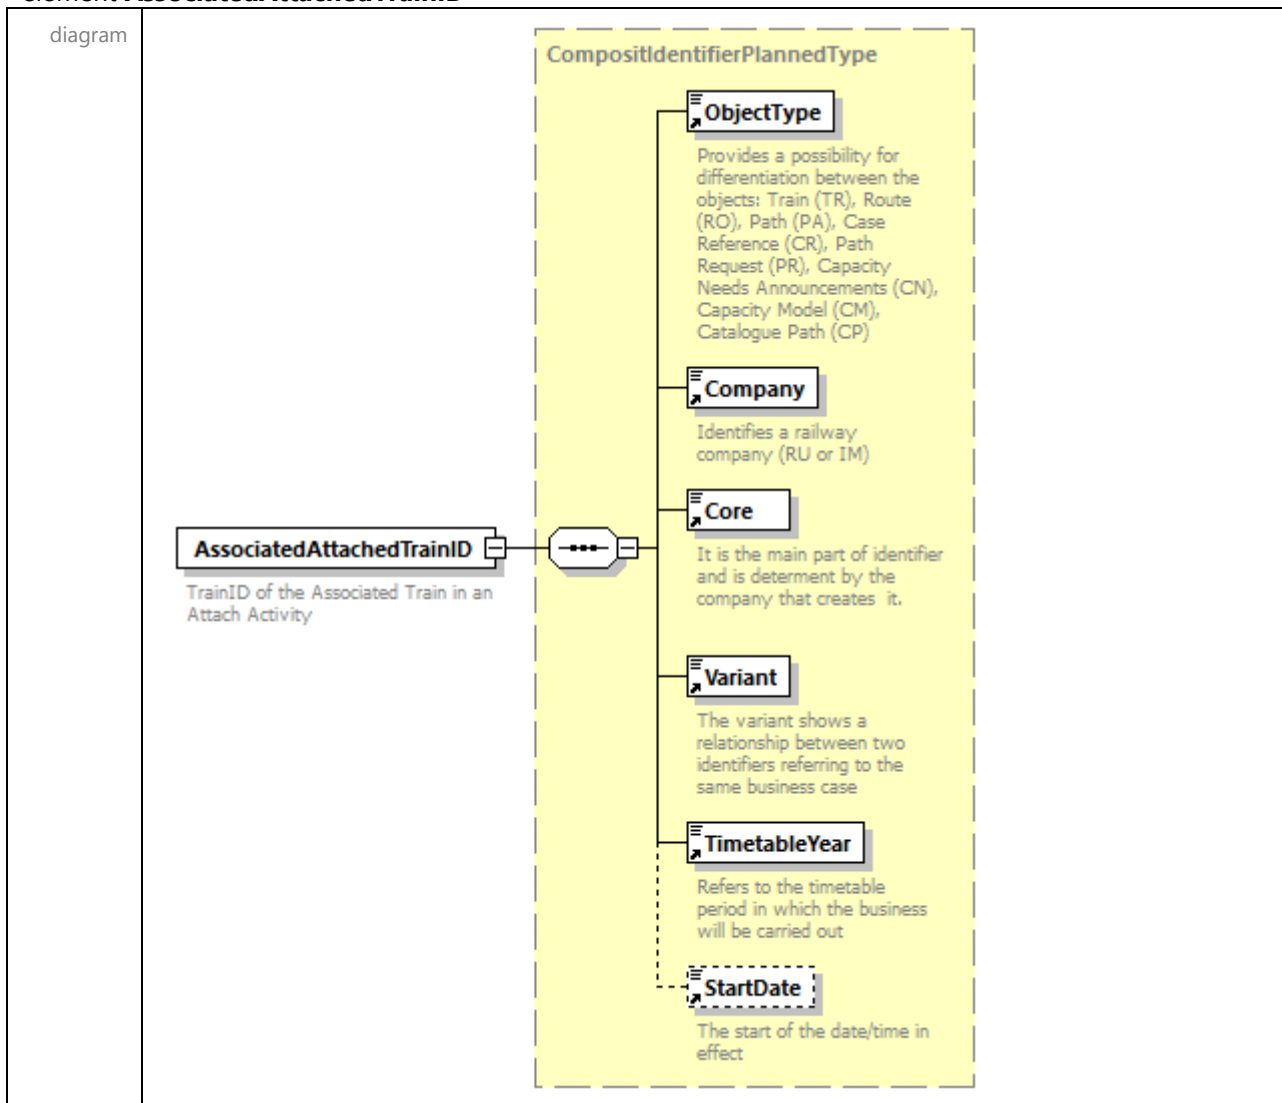 element AssociatedAttachedTrainID
diagram
CompositIdentifierPlannedType
ObjectType
Provides a possibility for
differentiation between the
objects: Train (TR), Route
(RO), Path (PA), Case
Reference (CR), Path
Request (PR), Capacity
Needs Announcements (CN),
Capacity Model (CM),
Catalogue Path (CP)
Company
Identifies a railway
company (RU or IM)
Core
It is the main part of identifier
and is determent by the
company that creates  it.
AssociatedAttachedTrainID
TrainID of the Associated Train in an
Attach Activity
Variant
The variant shows a
relationship between two
identifiers referring to the
same business case
TimetableYear
Refers to the timetable
period in which the business
will be carried out
StartDate
The start of the date/time in
effect